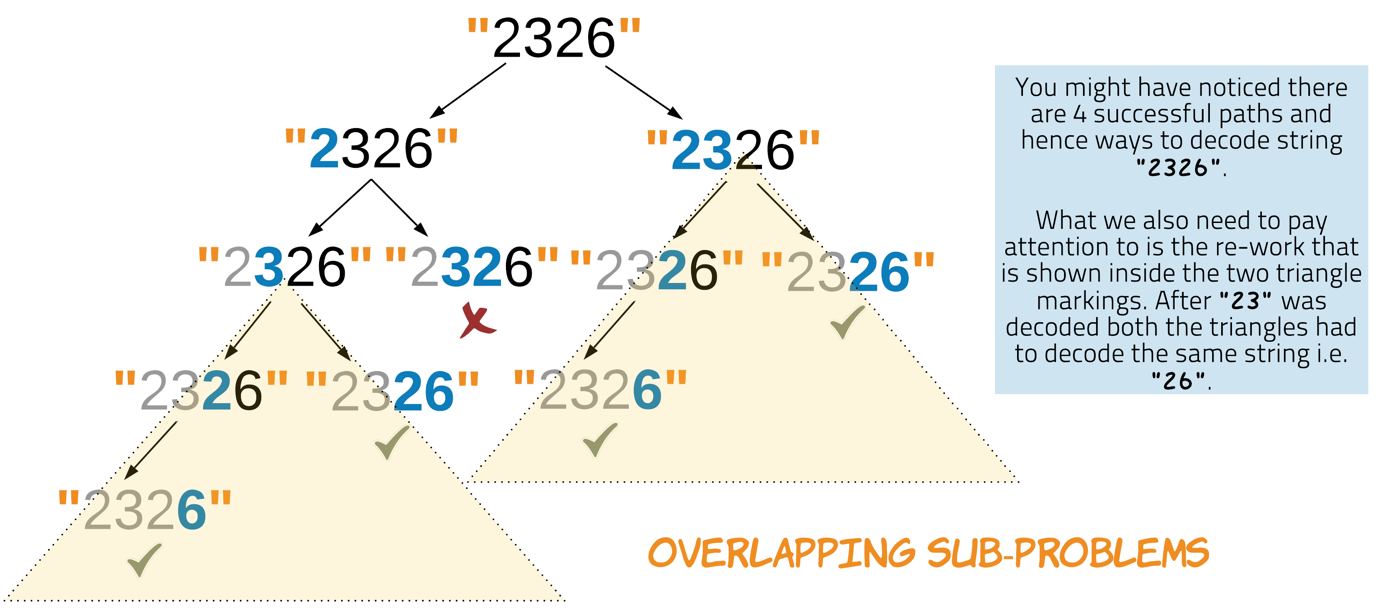 "2326"
"2326"
"2326"
"2326"
"2326"
"2326"
"2326"
"2326"
"2326"
"2326"
"2326"
You might have noticed there
are 4 successful paths and
hence ways to decode string
"2326".
What we also need to pay
attention to is the re-work that
is shown inside the two triangle
markings. After "23" was
decoded both the triangles had
to decode the same string i.e.
"26".
OVERLAPPING SUB-PROBLEMS